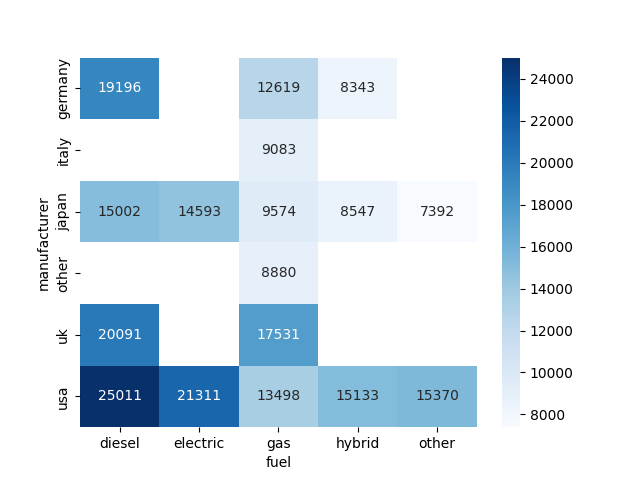 germany 19196 12619 8343
italy 9083
japan 15002 14593 9574 8547 7392
other 8880
uk 20091 17531
usa 25011 21311 13498 15133 15370
diesel electric gas hybrid other
fuel
manufacturer
24000
22000
20000
18000
16000
14000
12000
10000
8000